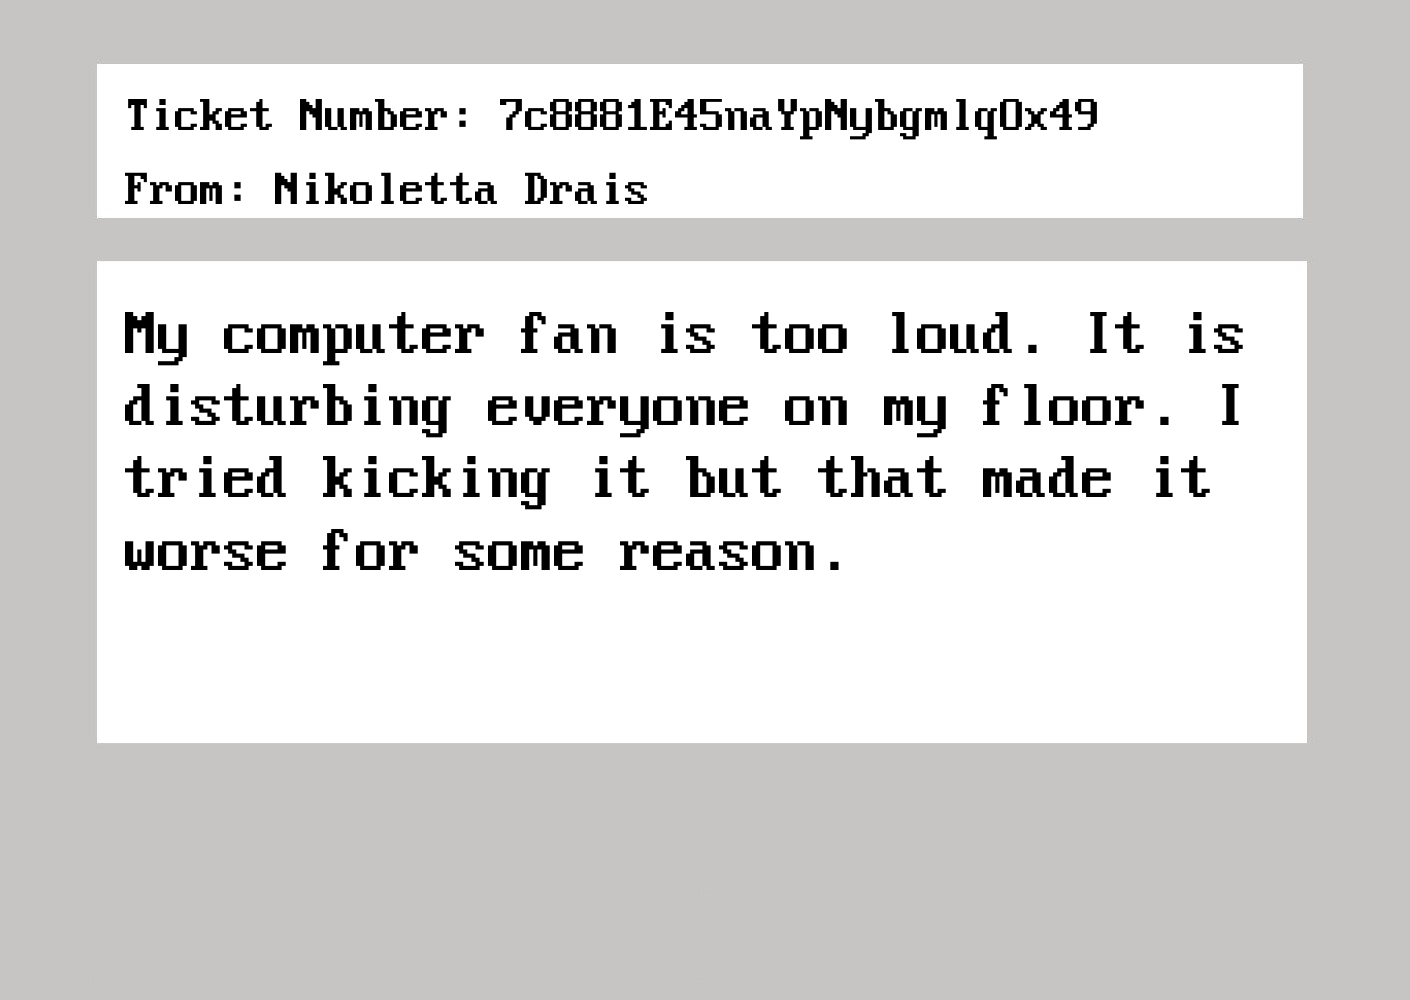 Ticket Number: 7c8881E45naYpNybgmlqOx49
From: Nikoletta Drais
My computer fan is too loud. It is
disturbing everyone on my floor. I
tried kicking it but that made it
worse for some reason.